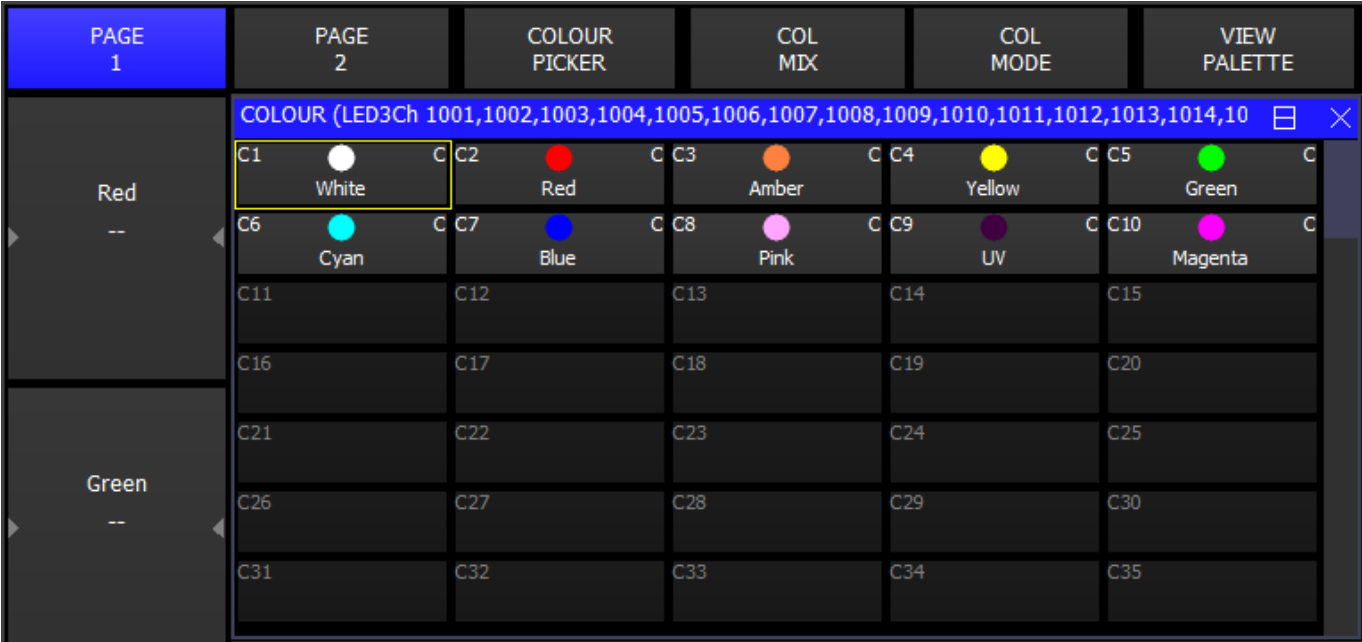 PAGE
1
PAGE
2
COLOUR
PICKER
COL
MIX
COL
MODE
VIEW
PALETTE
Red
--
Green
--
COLOUR (LED3Ch 1001,1002,1003,1004,1005,1006,1007,1008,1009,1010,1011,1012,1013,1014,10
C1 C
White
C2 C
Red
C3 C
Amber
C4 C
Yellow
C5 C
Green
C6 C
Cyan
C7 C
Blue
C8 C
Pink
C9 C
UV
C10 C
Magenta
C11
C12
C13
C14
C15
C16
C17
C18
C19
C20
C21
C22
C23
C24
C25
C26
C27
C28
C29
C30
C31
C32
C33
C34
C35